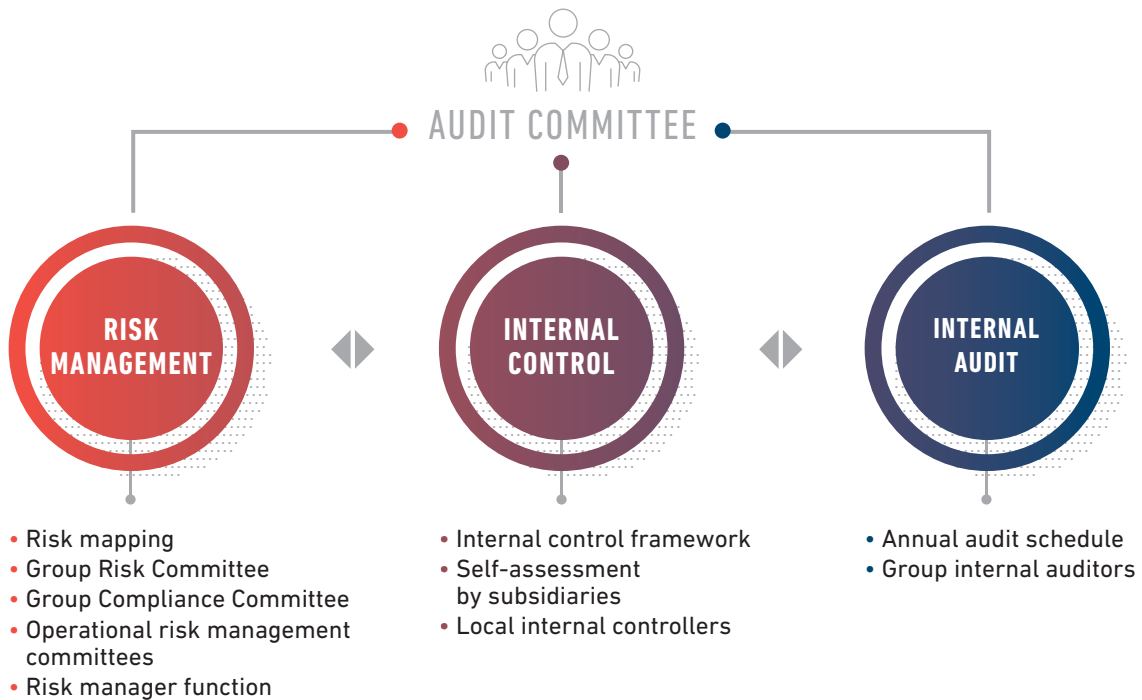 AUDIT COMMITTEE
RISK
MANAGEMENT
INTERNAL
CONTROL
INTERNAL
AUDIT
• Risk mapping
• Group Risk Committee
• Group Compliance Committee
• Operational risk management
committees
• Risk manager function
• Internal control framework
• Self-assessment
by subsidiaries
• Local internal controllers
• Annual audit schedule
• Group internal auditors